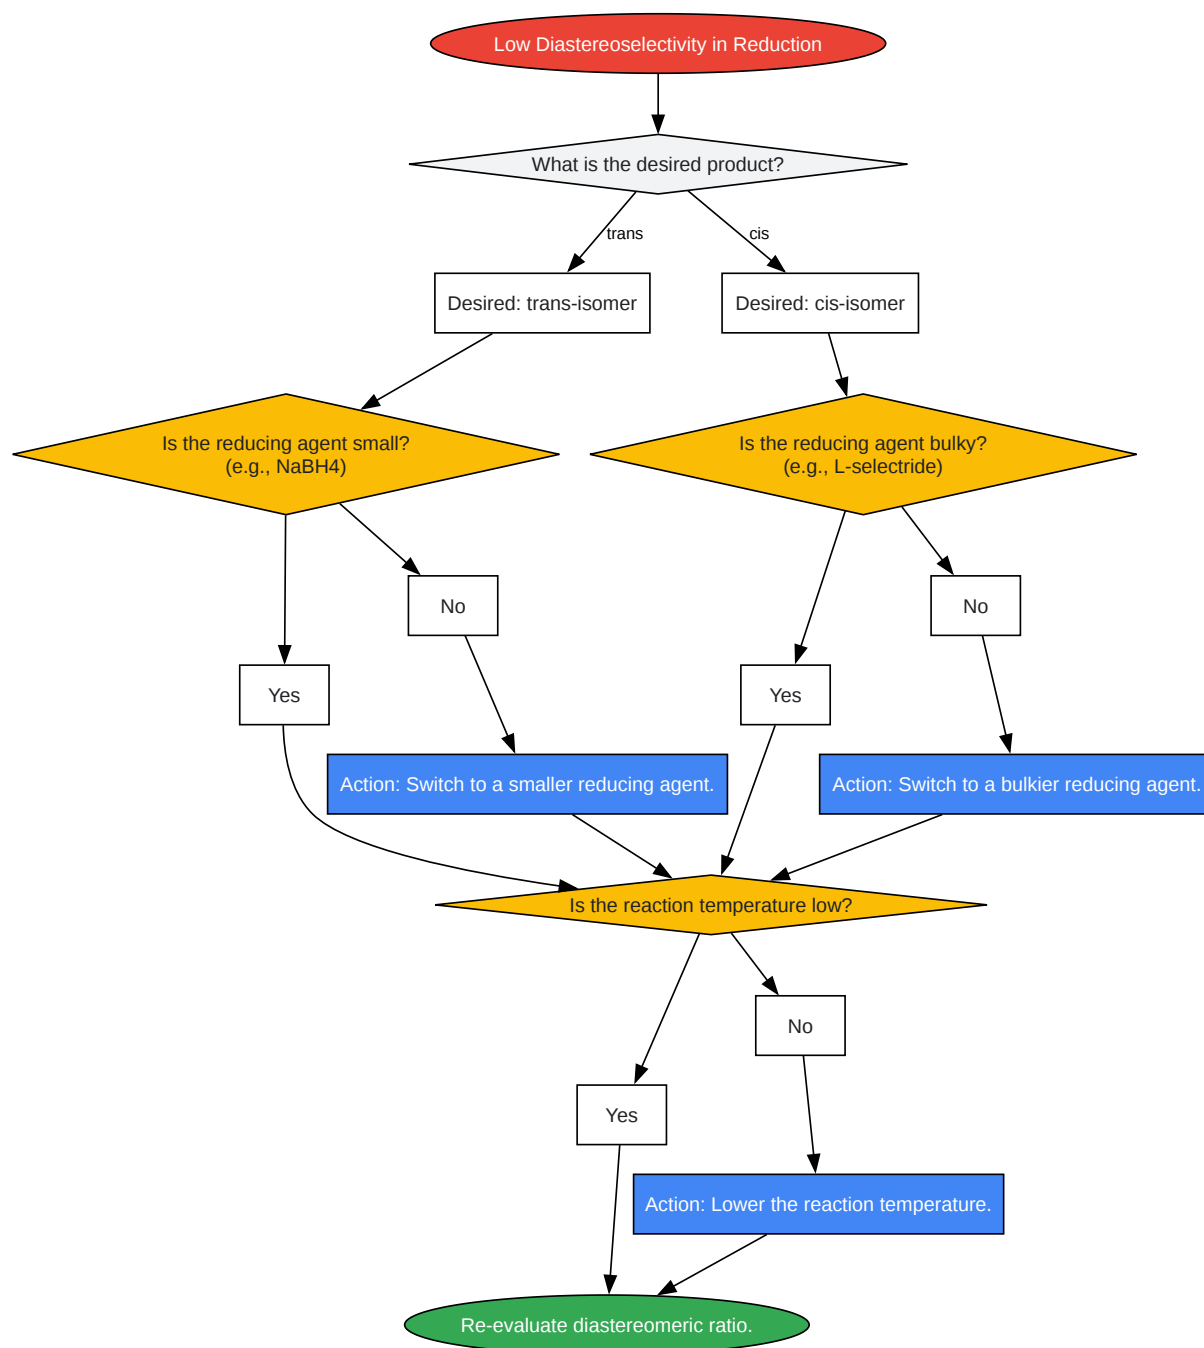 Low Diastereoselectivity in Reduction
What is the desired product?
trans
cis
Desired: trans-isomer
Desired: cis-isomer
Is the reducing agent small?
(e.g., NaBH4)
Is the reducing agent bulky?
(e.g., L-selectride)
No
No
Yes
Yes
Action: Switch to a smaller reducing agent.
Action: Switch to a bulkier reducing agent.
Is the reaction temperature low?
No
Yes
Action: Lower the reaction temperature.
Re-evaluate diastereomeric ratio.